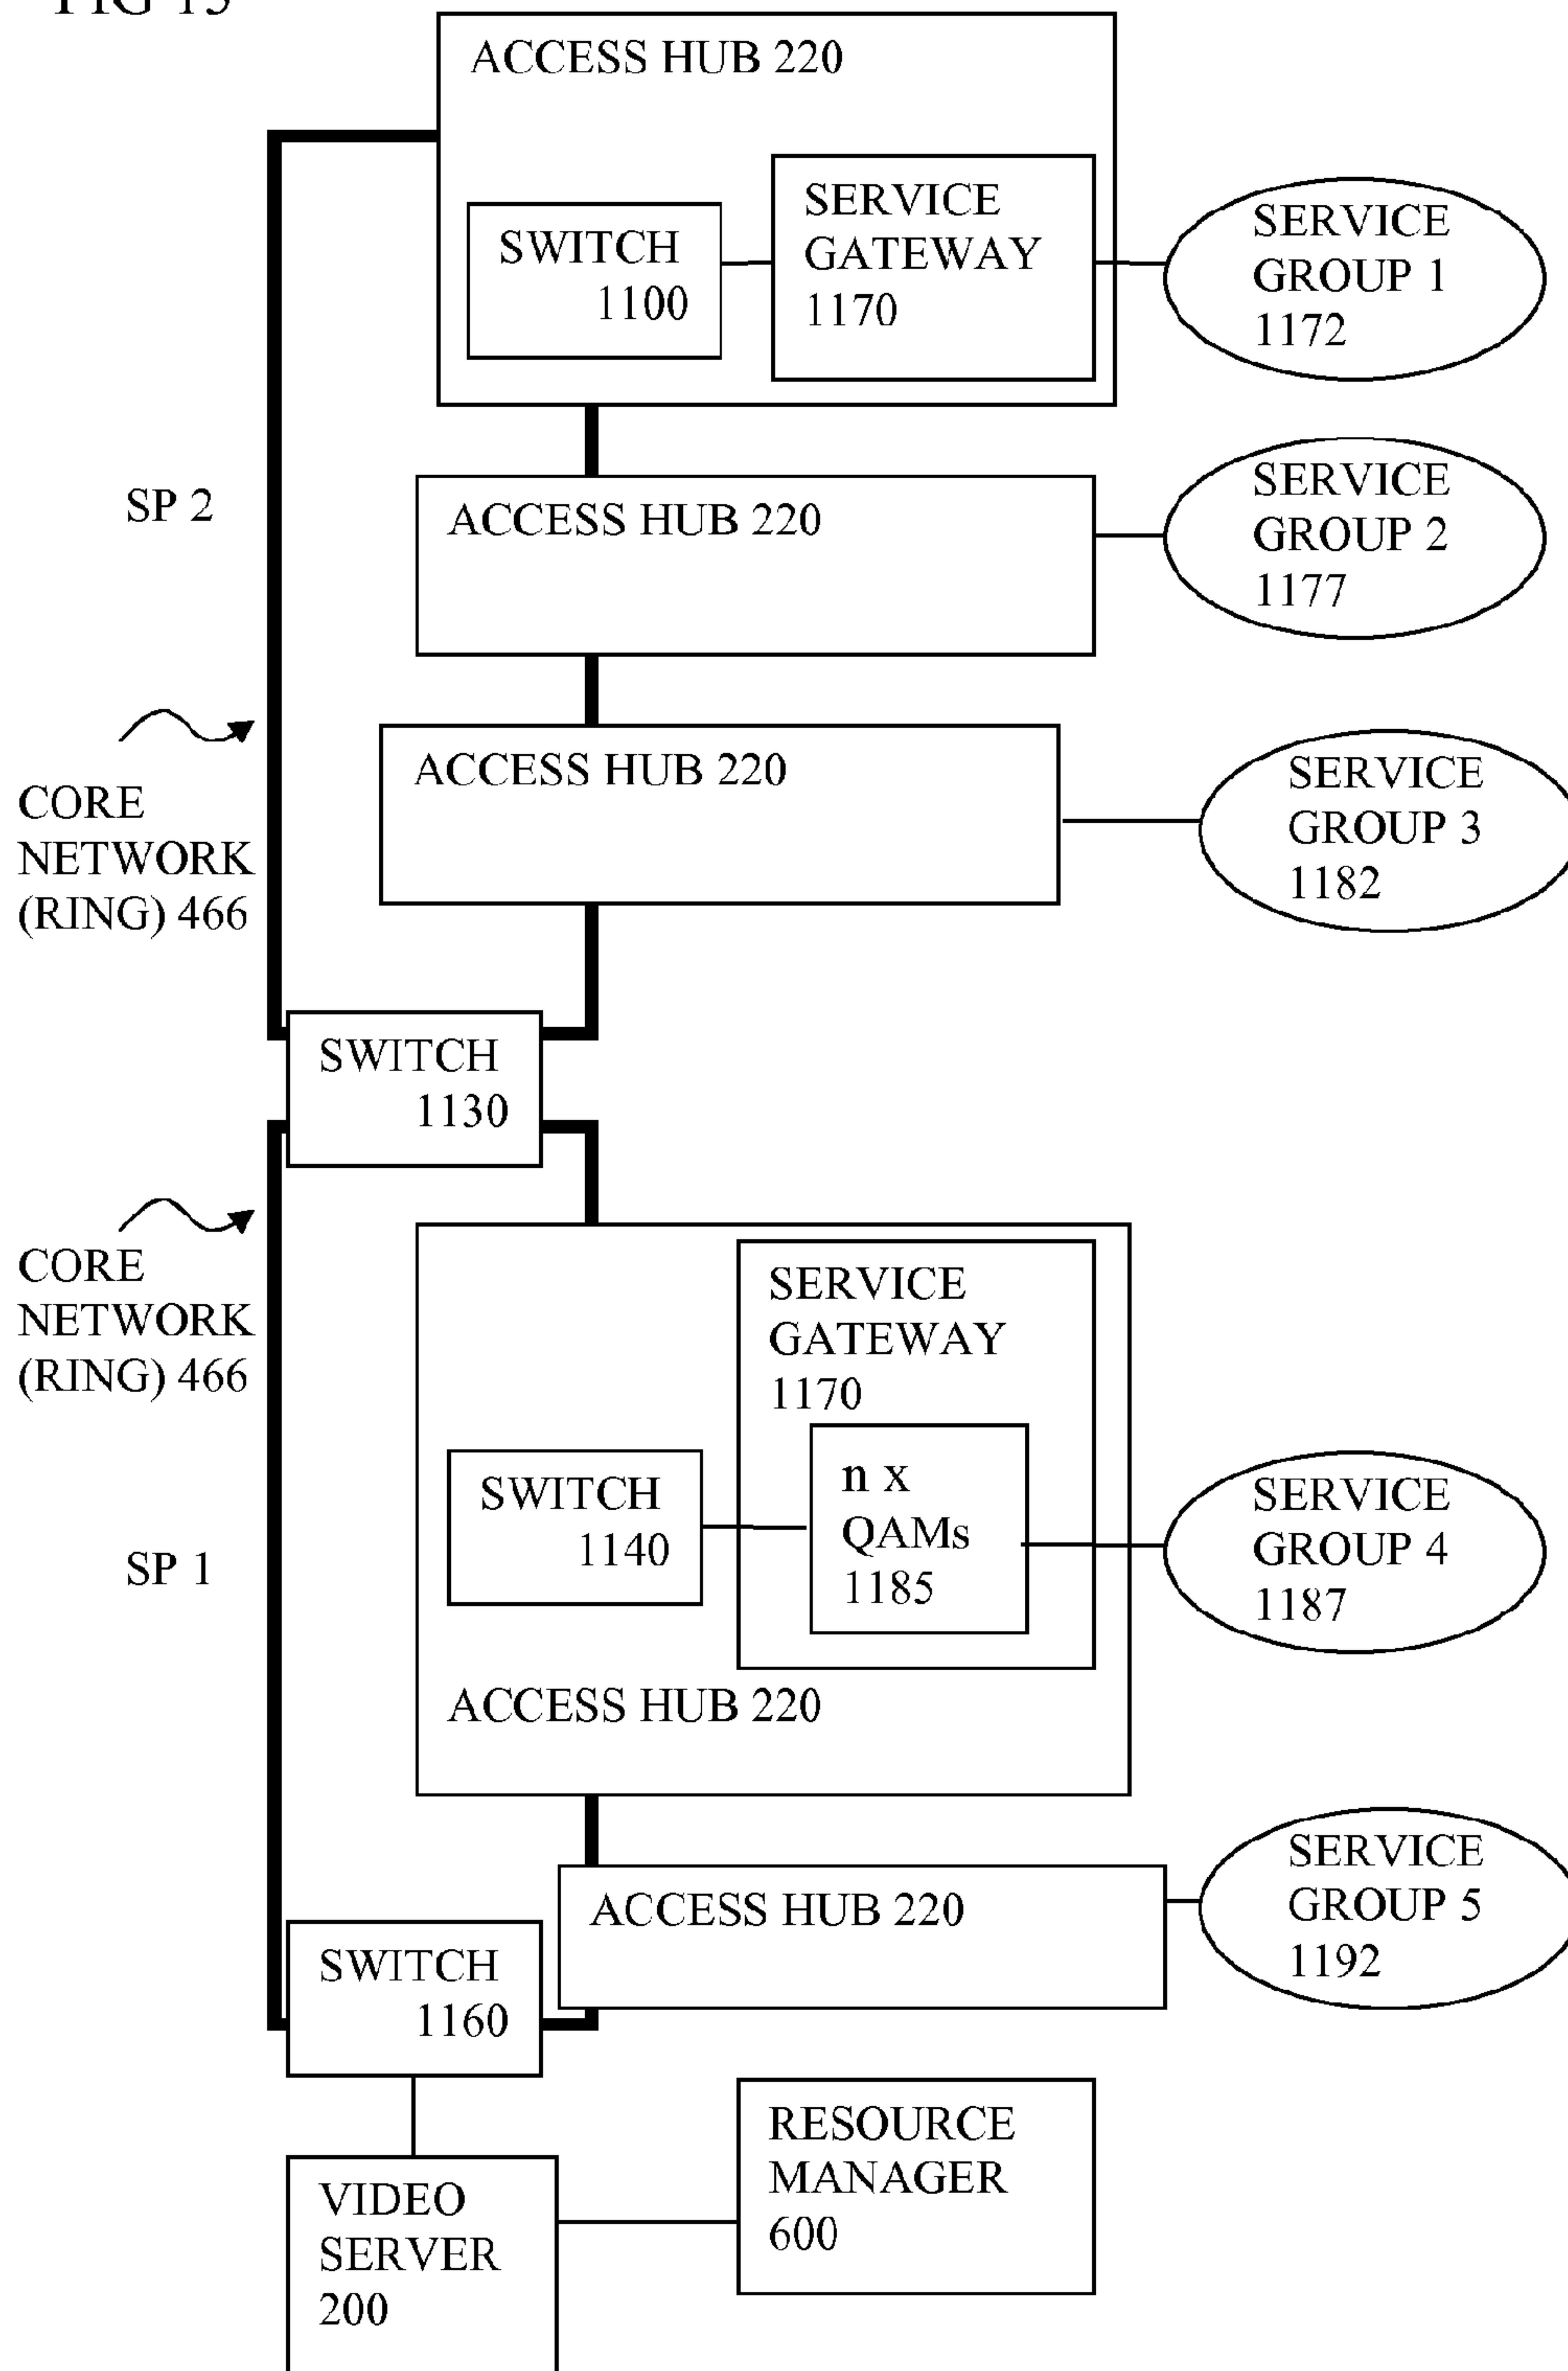 FIG
ACCESS HUB 220
SWITCH
1100
SERVICE
GATEWAY
1170
SERVICE
GROUP 1
1172
SP 2
ACCESS HUB 220
SERVICE
GROUP 2
1177
CORE
NETWORK
(RING) 466
ACCESS HUB 220
SERVICE
GROUP 3
1182
SWITCH
1130
CORE
NETWORK
(RING) 466
SERVICE
GATEWAY
1170
SWITCH
1140
n x
QAMs
1185
ACCESS HUB 220
SERVICE
GROUP 4
1187
SP 1
ACCESS HUB 220
SERVICE
GROUP 5
1192
SWITCH
1160
VIDEO
SERVER
200
RESOURCE
MANAGER
600